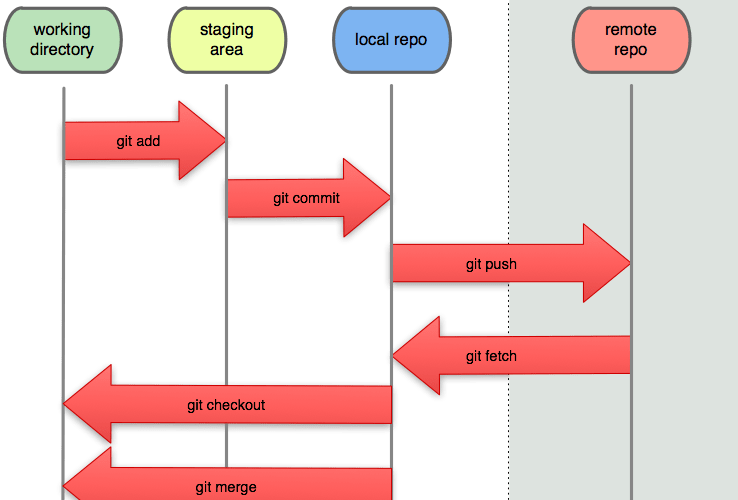 working
directory
staging
area
local repo
remote
repo
git add
git commit
git push
git fetch
git checkout
git merge